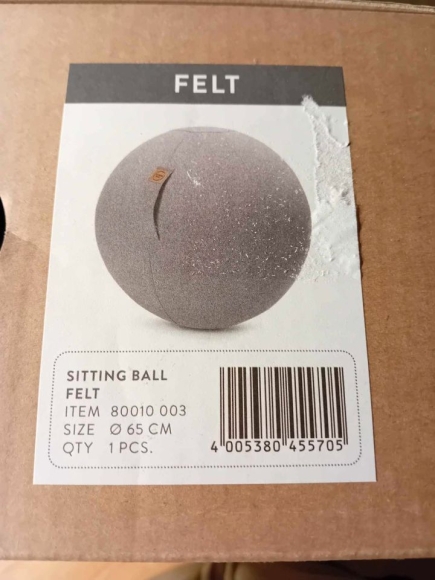 FELT
SITTING BALL
FELT
ITEM 80010 003
SIZE Ø 65 CM
QTY 1 PCS.
4 005380 455705